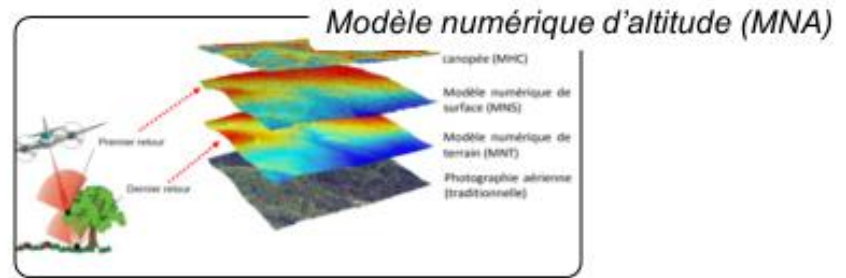 Modèle numérique d'altitude (MNA)
canopée (MHC)
Modèle numérique de
surface (MNS)
Premier retour
Modèle numérique de
terrain (MNT)
Photographie aérienne
(traditionnelle)
Dernier retour